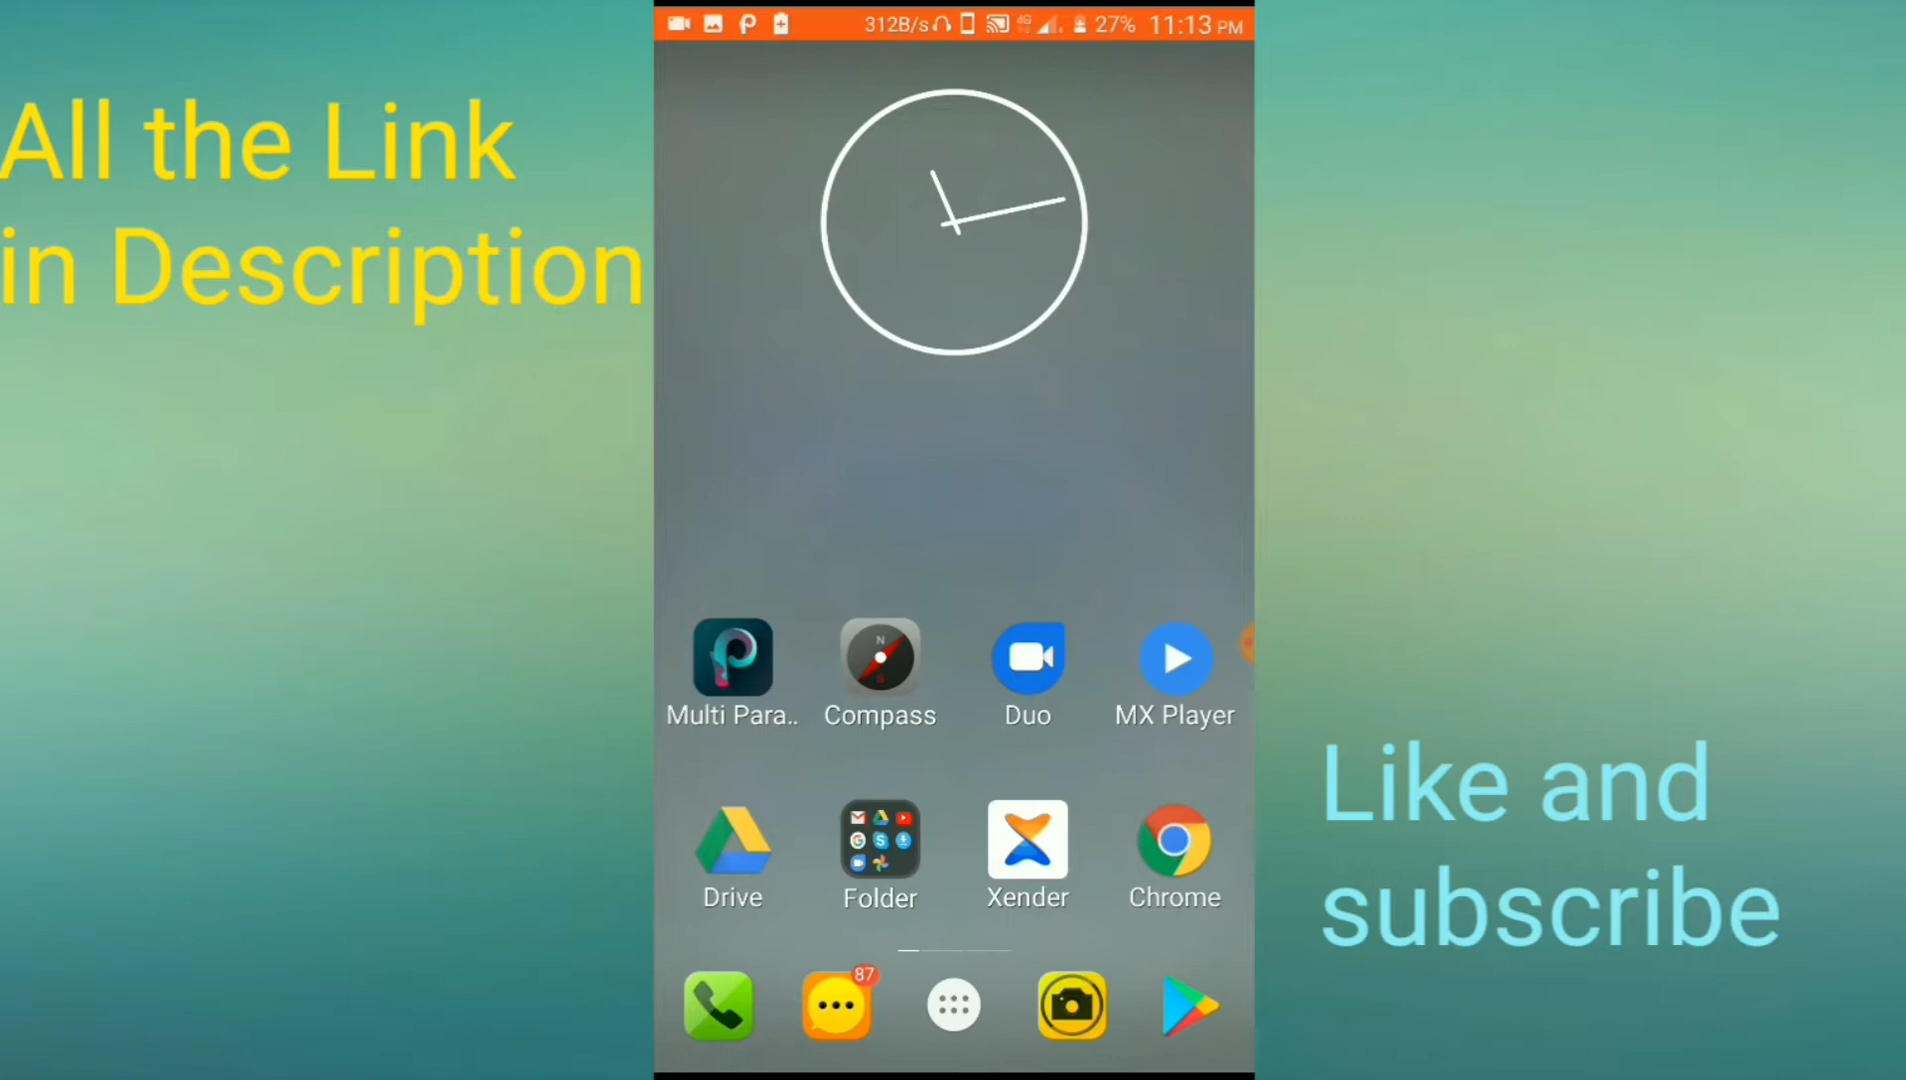 312B/s 4G 27% 11:13 PM
All the Link
in Description
N
S
Multi Para.. Compass Duo MX Player
Drive Folder Xender Chrome
87
Like and
subscribe